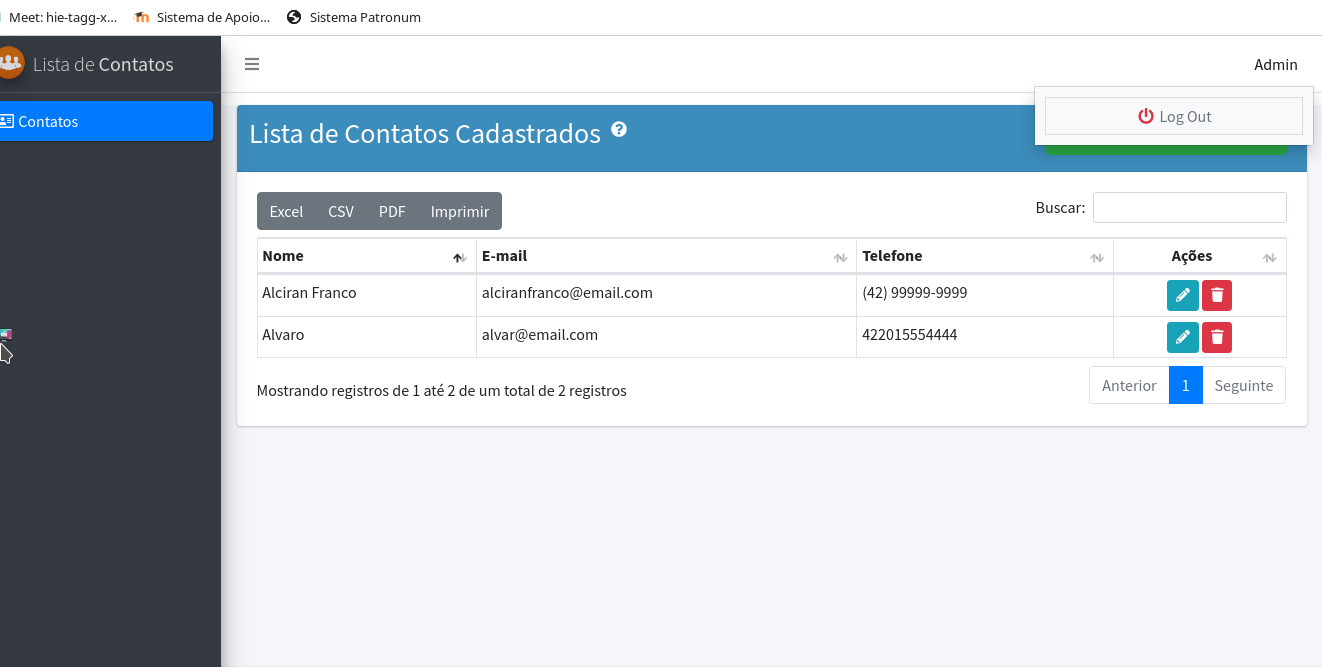 Meet: hie-tagg-x... Sistema de Apoio... Sistema Patronum
Lista de Contatos
Admin
Contatos
Log Out
Lista de Contatos Cadastrados ?
Excel CSV PDF Imprimir
Buscar:
Nome E-mail Telefone Ações
Alciran Franco alciranfranco@email.com (42) 99999-9999
Alvaro alvar@email.com 422015554444
Mostrando registros de 1 até 2 de um total de 2 registros
Anterior 1 Seguinte